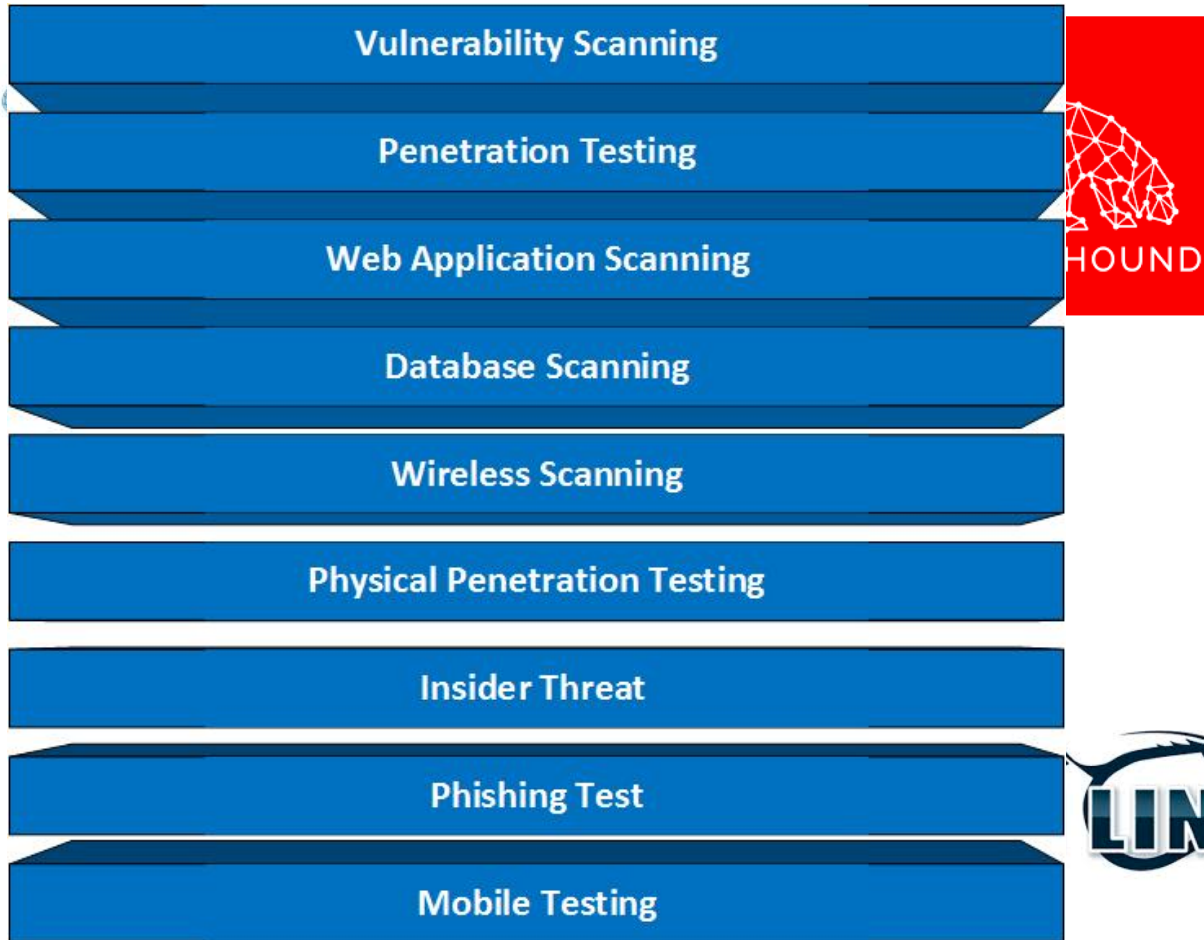 Vulnerability Scanning
Penetration Testing
Web Application Scanning
HOUND
Database Scanning
Wireless Scanning
Physical Penetration Testing
Insider Threat
Phishing Test
LIN
Mobile Testing